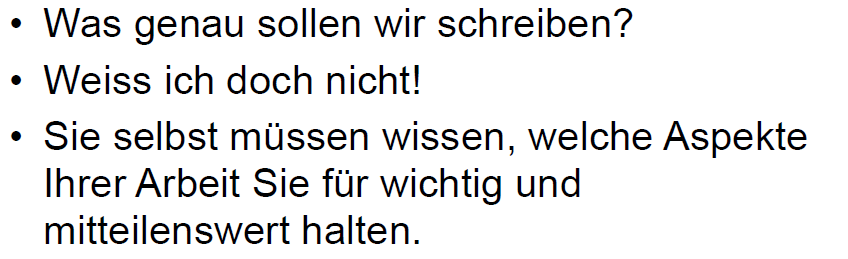 • Was genau sollen wir schreiben?
• Weiss ich doch nicht!
• Sie selbst müssen wissen, welche Aspekte
Ihrer Arbeit Sie für wichtig und
mitteilenswert halten.